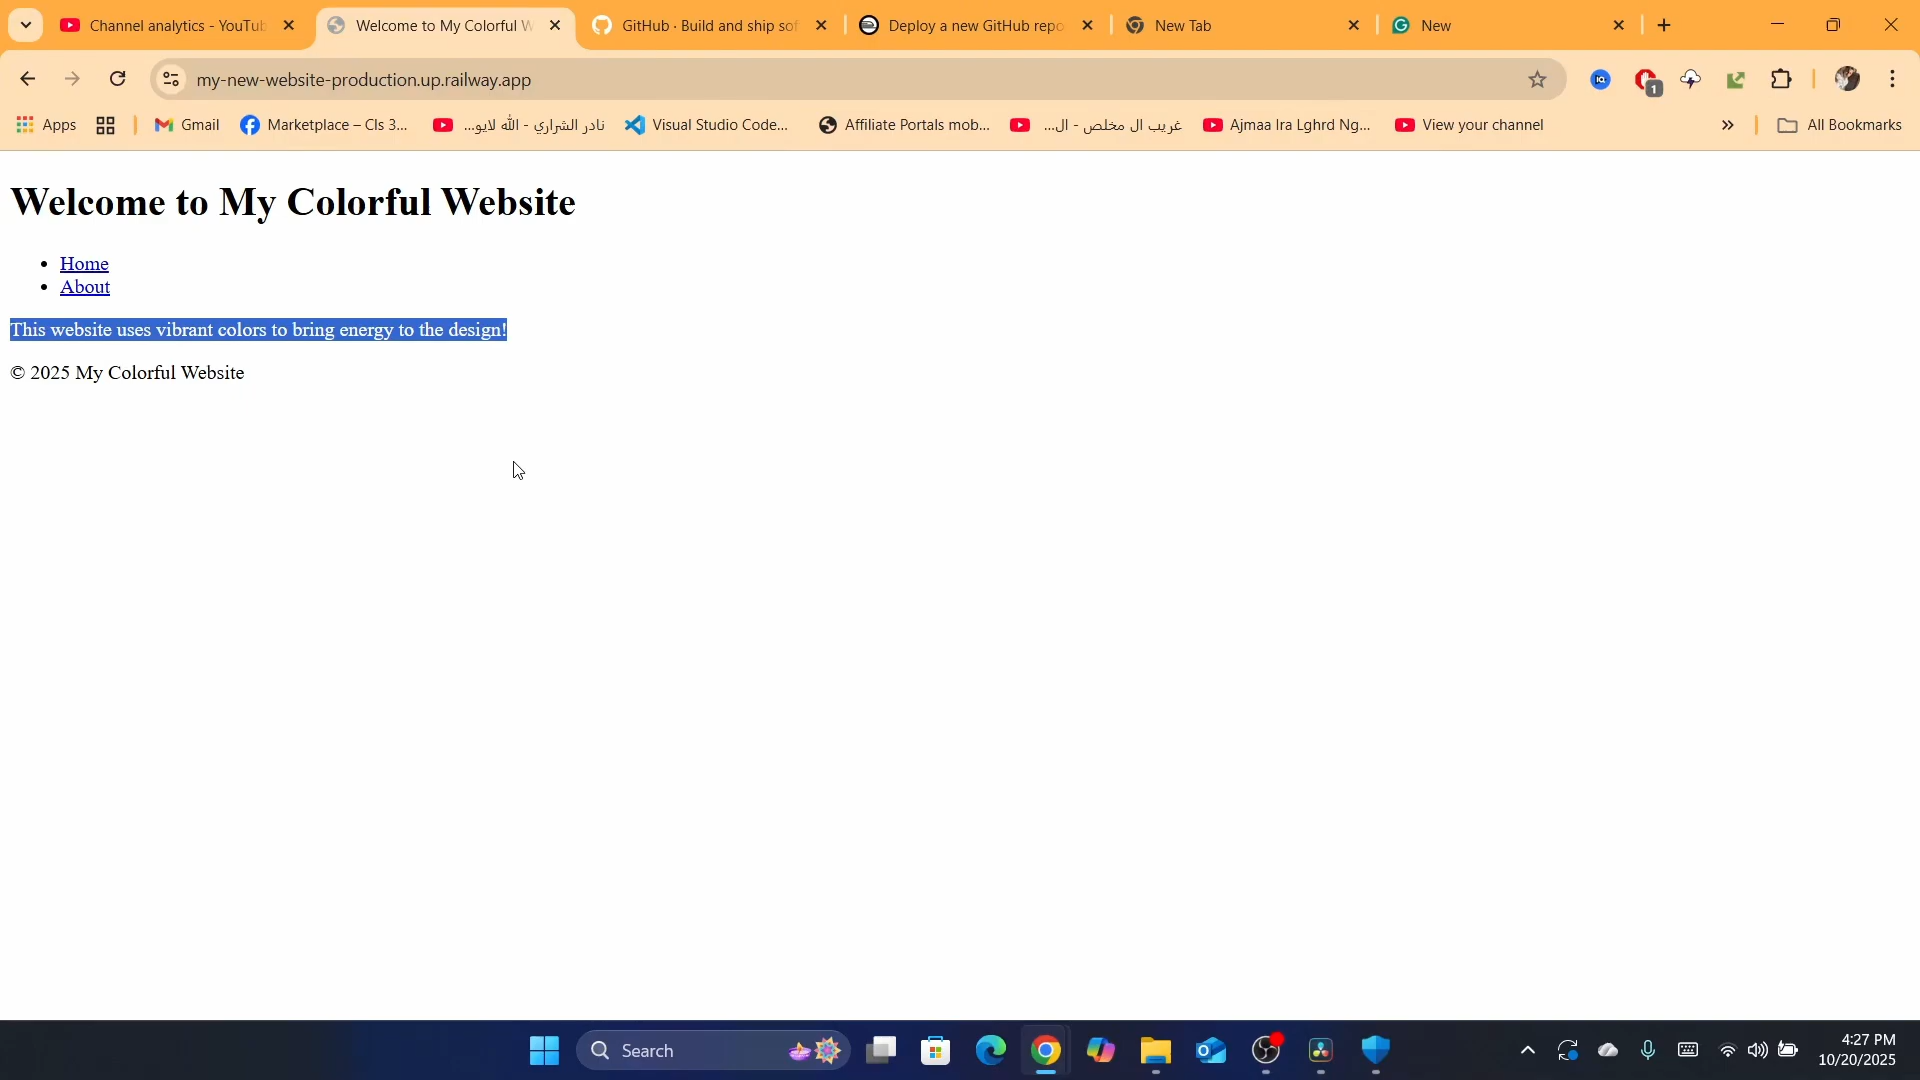 Channel analytics - YouTub
Welcome to My Colorful W
GitHub · Build and ship sof
Deploy a new GitHub repo
New Tab
New
my-new-website-production.up.railway.app
1
Apps
Gmail
Marketplace – Cls 3...
نادر الشراري - الله لايو...
Visual Studio Code...
Affiliate Portals mob...
غريب ال مخلص - ال...
Ajmaa Ira Lghrd Ng...
View your channel
All Bookmarks
Welcome to My Colorful Website
Home
About
This website uses vibrant colors to bring energy to the design!
© 2025 My Colorful Website
Search
4:27 PM
10/20/2025